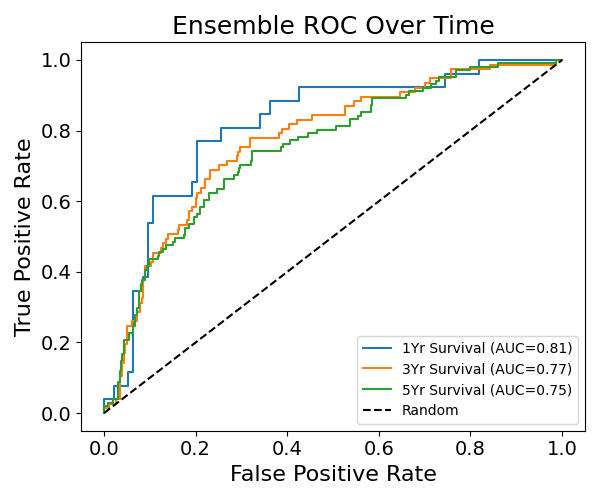 Ensemble ROC Over Time
True Positive Rate
1.0
0.8
0.6
0.4
0.2
0.0
0.0 0.2 0.4 0.6 0.8 1.0
False Positive Rate
1Yr Survival (AUC=0.81)
3Yr Survival (AUC=0.77)
5Yr Survival (AUC=0.75)
Random